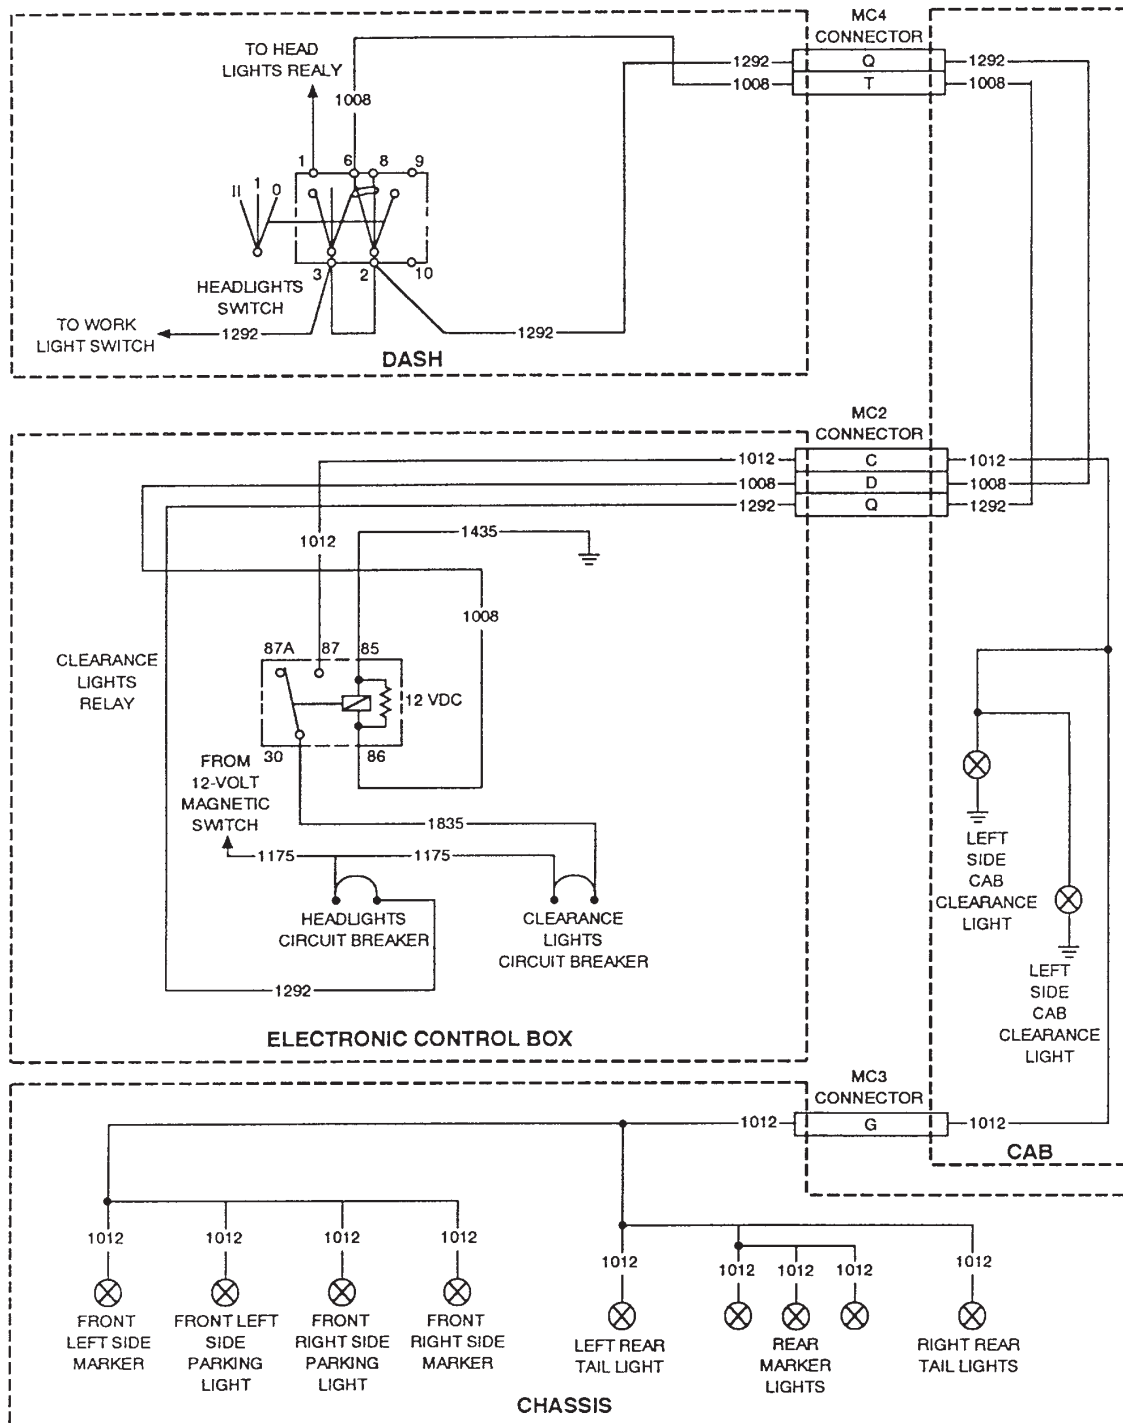 MC4
CONNECTOR
TO HEAD
LIGHTS REALY
1292
Q
1292
1008
T
1008
1008
1
6
8
9
II
1
0
3
2
10
HEADLIGHTS
SWITCH
TO WORK
LIGHT SWITCH
1292
1292
DASH
MC2
CONNECTOR
1012
C
1012
1008
D
1008
1292
Q
1292
1435
1012
1008
87A
87
85
CLEARANCE
LIGHTS
RELAY
12 VDC
30
86
FROM
12-VOLT
MAGNETIC
SWITCH
1835
1175
1175
HEADLIGHTS
CIRCUIT BREAKER
CLEARANCE
LIGHTS
CIRCUIT BREAKER
1292
ELECTRONIC CONTROL BOX
LEFT
SIDE
CAB
CLEARANCE
LIGHT
LEFT
SIDE
CAB
CLEARANCE
LIGHT
MC3
CONNECTOR
1012
G
1012
CAB
1012
1012
1012
1012
1012
1012
1012
1012
1012
FRONT
LEFT SIDE
MARKER
FRONT LEFT
SIDE
PARKING
LIGHT
FRONT
RIGHT SIDE
PARKING
LIGHT
FRONT
RIGHT SIDE
MARKER
LEFT REAR
TAIL LIGHT
REAR
MARKER
LIGHTS
RIGHT REAR
TAIL LIGHTS
CHASSIS